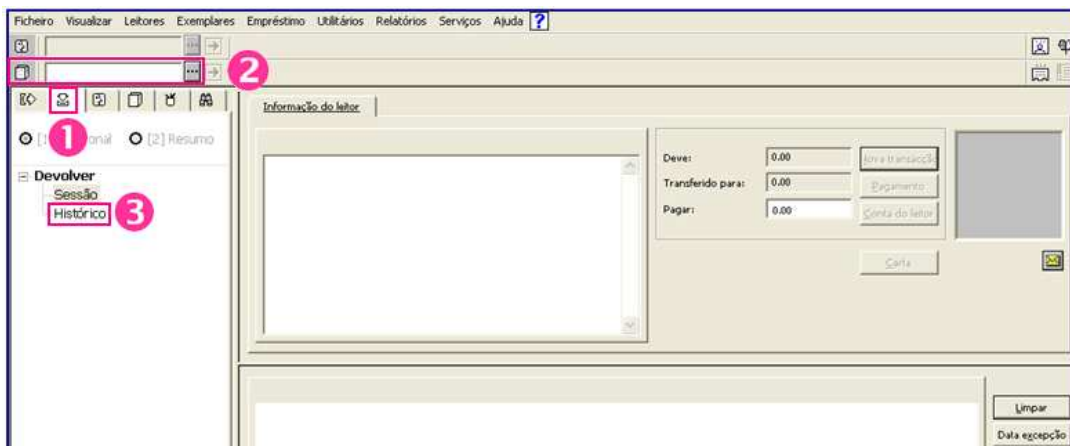 Ficheiro Visualizar Leitores Exemplares Empréstimo Utilitários Relatórios Serviços Ajuda ?
2
1
[2] Resumo
Devolver
Sessão
Histórico 3
Informação do leitor
Deve: 0.00 Nova transacção
Transferido para: 0.00 Pagamento
Pagar: 0.00 Conta do leitor
Carta
Limpar
Data excepção